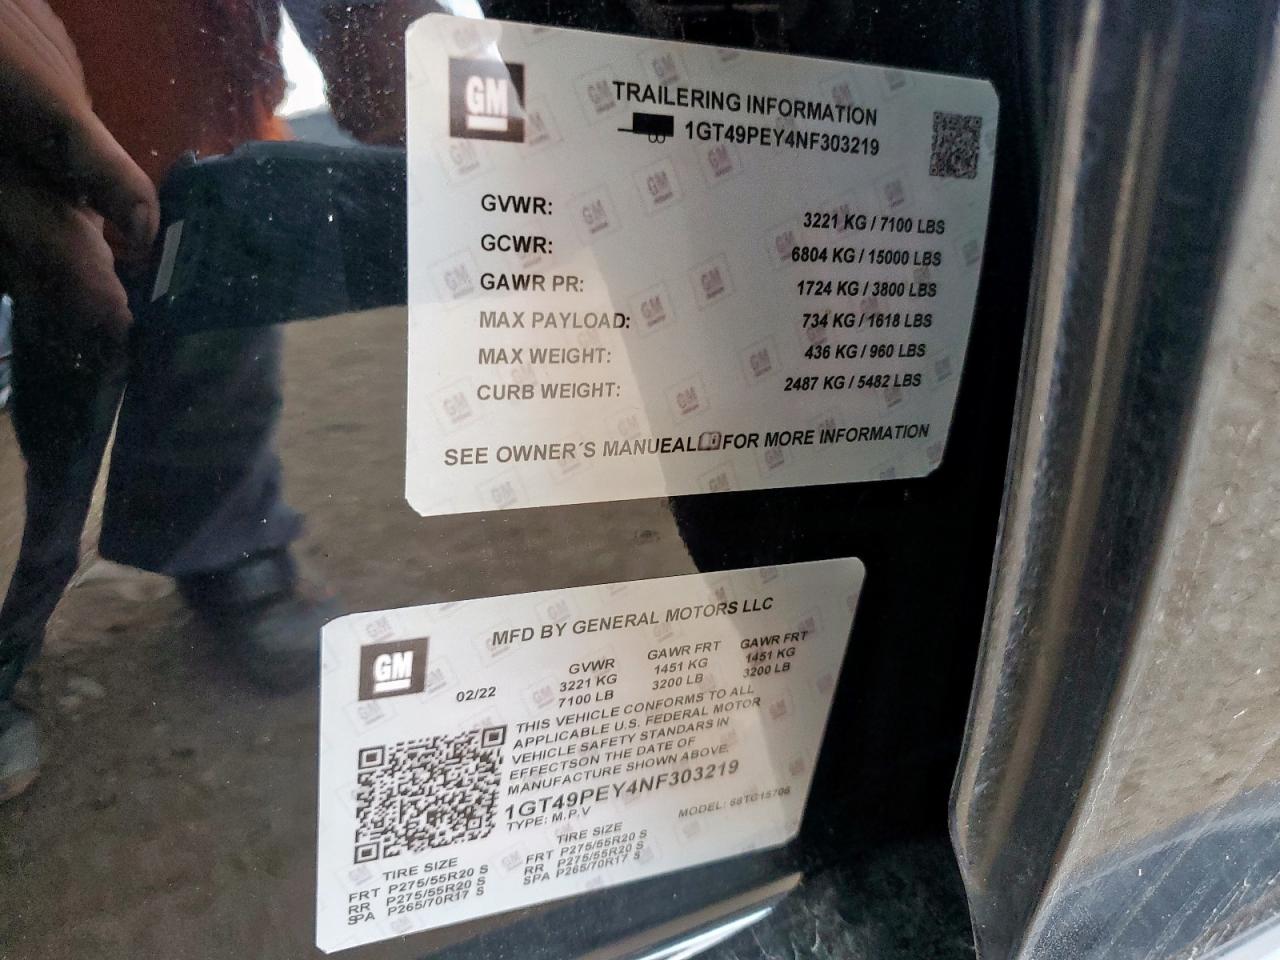 GM
TRAILERING INFORMATION
1GT49PEY4NF303219
GVWR: 3221 KG / 7100 LBS
GCWR: 6804 KG / 15000 LBS
GAWR PR: 1724 KG / 3800 LBS
MAX PAYLOAD: 734 KG / 1618 LBS
MAX WEIGHT: 436 KG / 960 LBS
CURB WEIGHT: 2487 KG / 5482 LBS
SEE OWNER´S MANUEAL FOR MORE INFORMATION
GM
MFD BY GENERAL MOTORS LLC
02/22
GVWR GAWR FRT GAWR FRT
3221 KG 1451 KG 1451 KG
7100 LB 3200 LB 3200 LB
THIS VEHICLE CONFORMS TO ALL
APPLICABLE U.S. FEDERAL MOTOR
VEHICLE SAFETY STANDARS IN
EFFECTSON THE DATE OF
MANUFACTURE SHOWN ABOVE.
1GT49PEY4NF303219
TYPE: M.P.V MODEL:
TIRE SIZE TIRE SIZE
FRT P275/55R20 S FRT P275/55R20 S
RR P275/55R20 S RR P275/55R20 S
SPA P265/70R17 S SPA P265/70R17 S